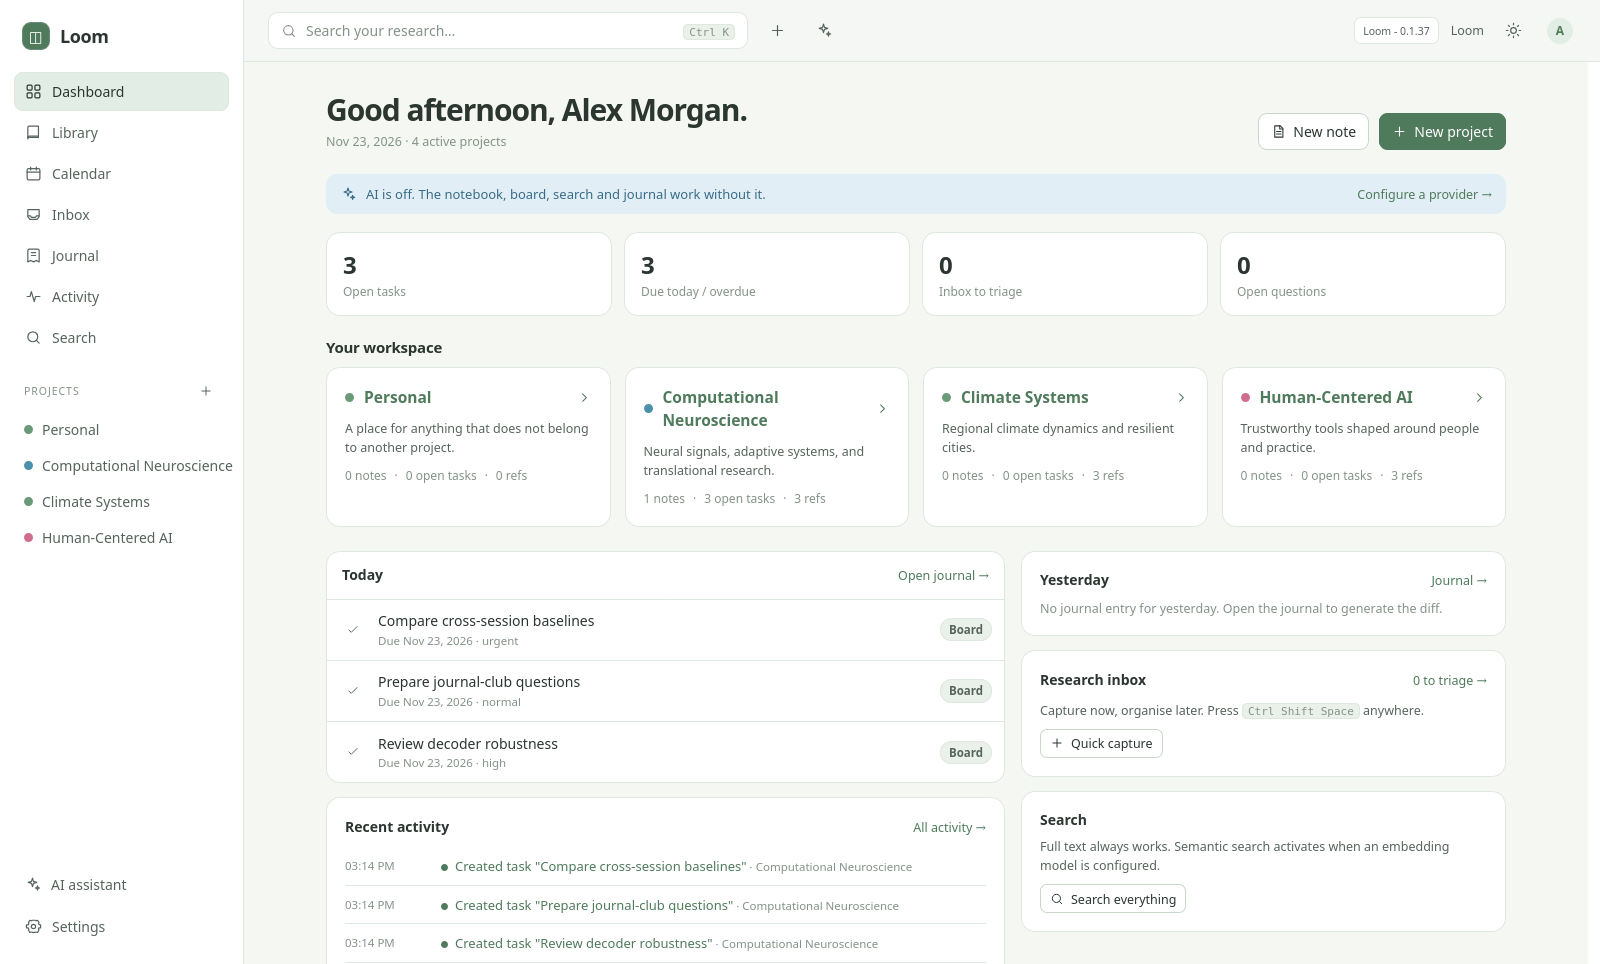 Loom
Search your research...
Ctrl K
Loom - 0.1.37
Loom
A
Dashboard
Library
Calendar
Inbox
Journal
Activity
Search
PROJECTS
Personal
Computational Neuroscience
Climate Systems
Human-Centered AI
AI assistant
Settings
Good afternoon, Alex Morgan.
Nov 23, 2026 · 4 active projects
New note
New project
AI is off. The notebook, board, search and journal work without it.
Configure a provider →
3
Open tasks
3
Due today / overdue
0
Inbox to triage
0
Open questions
Your workspace
Personal
A place for anything that does not belong
to another project.
0 notes · 0 open tasks · 0 refs
Computational
Neuroscience
Neural signals, adaptive systems, and
translational research.
1 notes · 3 open tasks · 3 refs
Climate Systems
Regional climate dynamics and resilient
cities.
0 notes · 0 open tasks · 3 refs
Human-Centered AI
Trustworthy tools shaped around people
and practice.
0 notes · 0 open tasks · 3 refs
Today
Open journal →
Compare cross-session baselines
Due Nov 23, 2026 · urgent
Board
Prepare journal-club questions
Due Nov 23, 2026 · normal
Board
Review decoder robustness
Due Nov 23, 2026 · high
Board
Recent activity
All activity →
03:14 PM
Created task "Compare cross-session baselines" · Computational Neuroscience
03:14 PM
Created task "Prepare journal-club questions" · Computational Neuroscience
03:14 PM
Created task "Review decoder robustness" · Computational Neuroscience
Yesterday
Journal →
No journal entry for yesterday. Open the journal to generate the diff.
Research inbox
0 to triage →
Capture now, organise later. Press Ctrl Shift Space anywhere.
Quick capture
Search
Full text always works. Semantic search activates when an embedding
model is configured.
Search everything